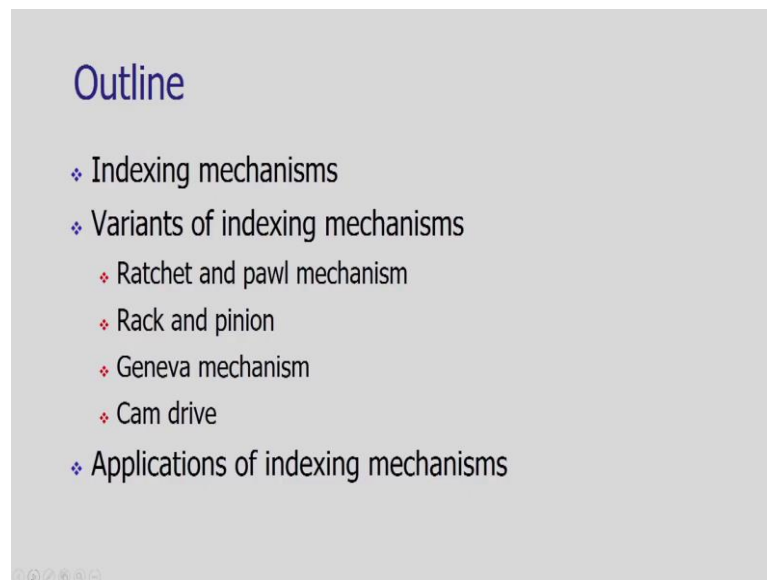 Outline
Indexing mechanisms
Variants of indexing mechanisms
Ratchet and pawl mechanism
Rack and pinion
Geneva mechanism
Cam drive
Applications of indexing mechanisms